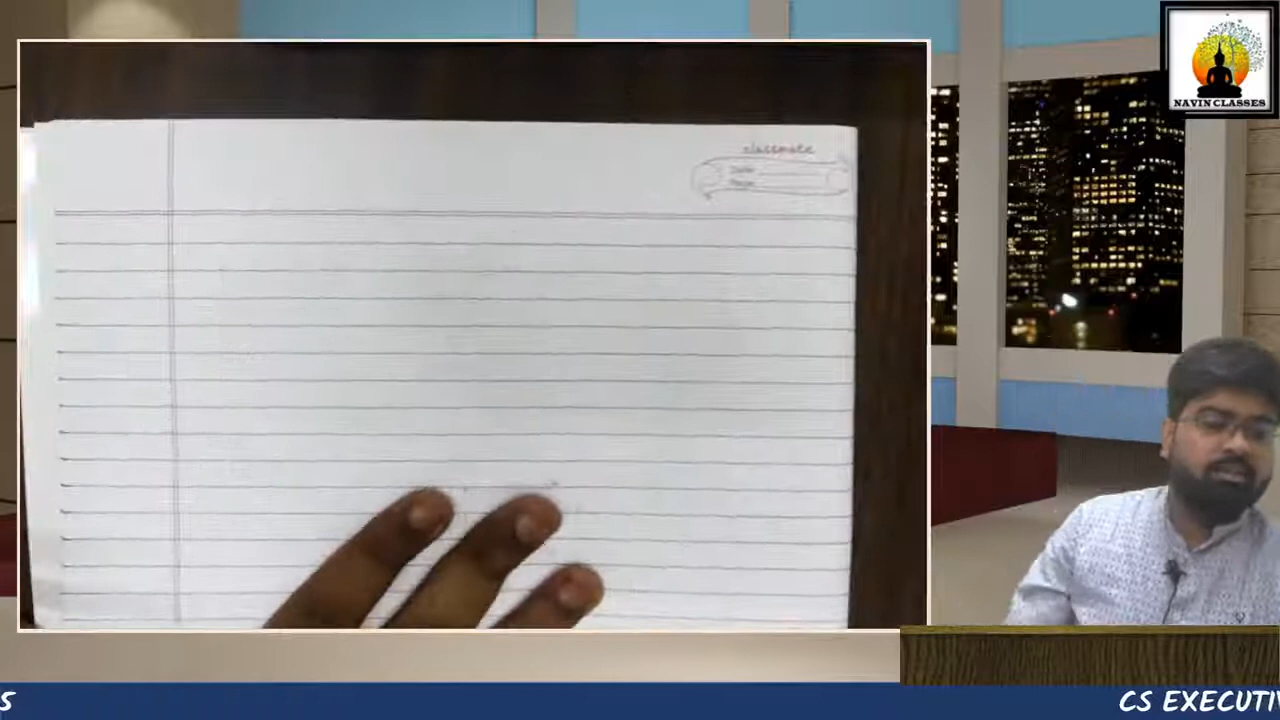 classmate
Date
Page
NAVIN CLASSES
S
CS EXECUTIV